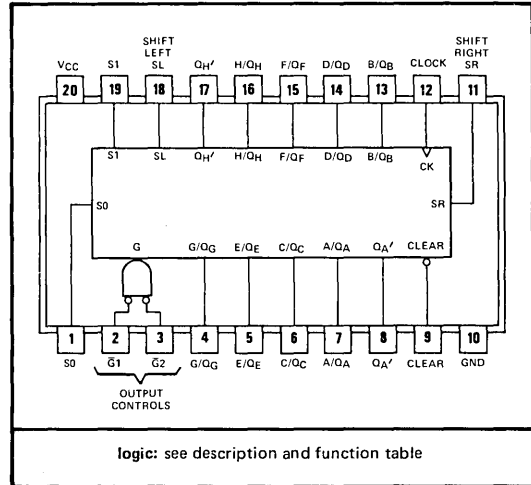 SHIFT SHIFT
VCC S1 LEFT QH' H/QH F/QF D/QD B/QB CLOCK RIGHT
SL SR
20 19 18 17 16 15 14 13 12 11
S1 SL QH' H/QH F/QF D/QD B/QB CK
S0 SR
G G/QG E/QE C/QC A/QA QA' CLEAR
1 2 3 4 5 6 7 8 9 10
S0 G̅1 G̅2 G/QG E/QE C/QC A/QA QA' CLEAR GND
OUTPUT
CONTROLS
logic: see description and function table